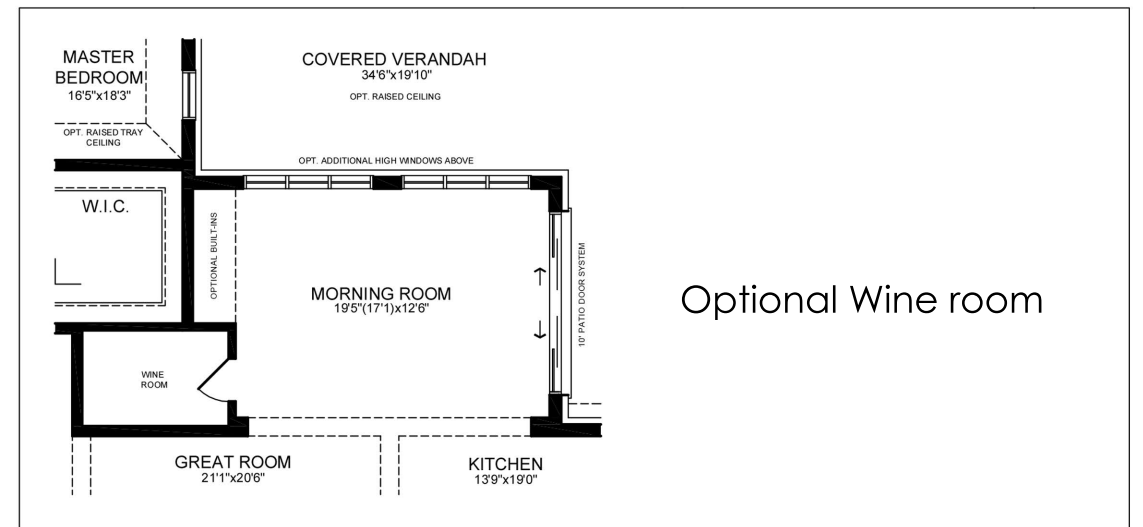 MASTER
BEDROOM
16'5"x18'3"
OPT. RAISED TRAY
CEILING
COVERED VERANDAH
34'6"x19'10"
OPT. RAISED CEILING
OPT. ADDITIONAL HIGH WINDOWS ABOVE
W.I.C.
OPTIONAL BUILT-INS
MORNING ROOM
19'5"(17'1)x12'6"
10' PATIO DOOR SYSTEM
Optional Wine room
WINE
ROOM
GREAT ROOM
21'1"x20'6"
KITCHEN
13'9"x19'0"